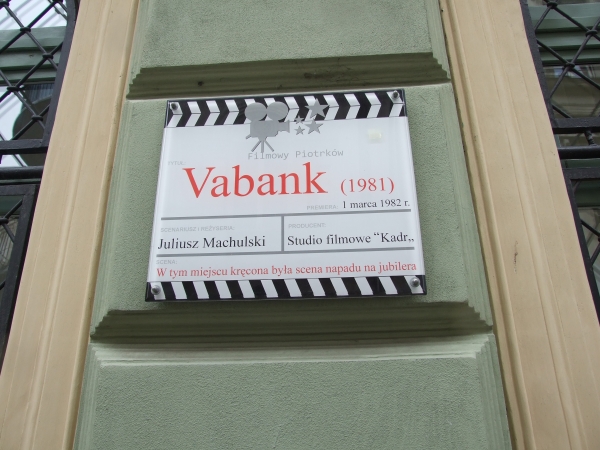 Filmowy Piotrków
TYTUŁ:
Vabank (1981)
PREMIERA: 1 marca 1982 r.
SCENARIUSZ/REŻYSERIA:
Juliusz Machulski
PRODUCENT:
Studio filmowe “Kadr„
SCENA:
W tym miejscu kręcona była scena napadu na jubilera